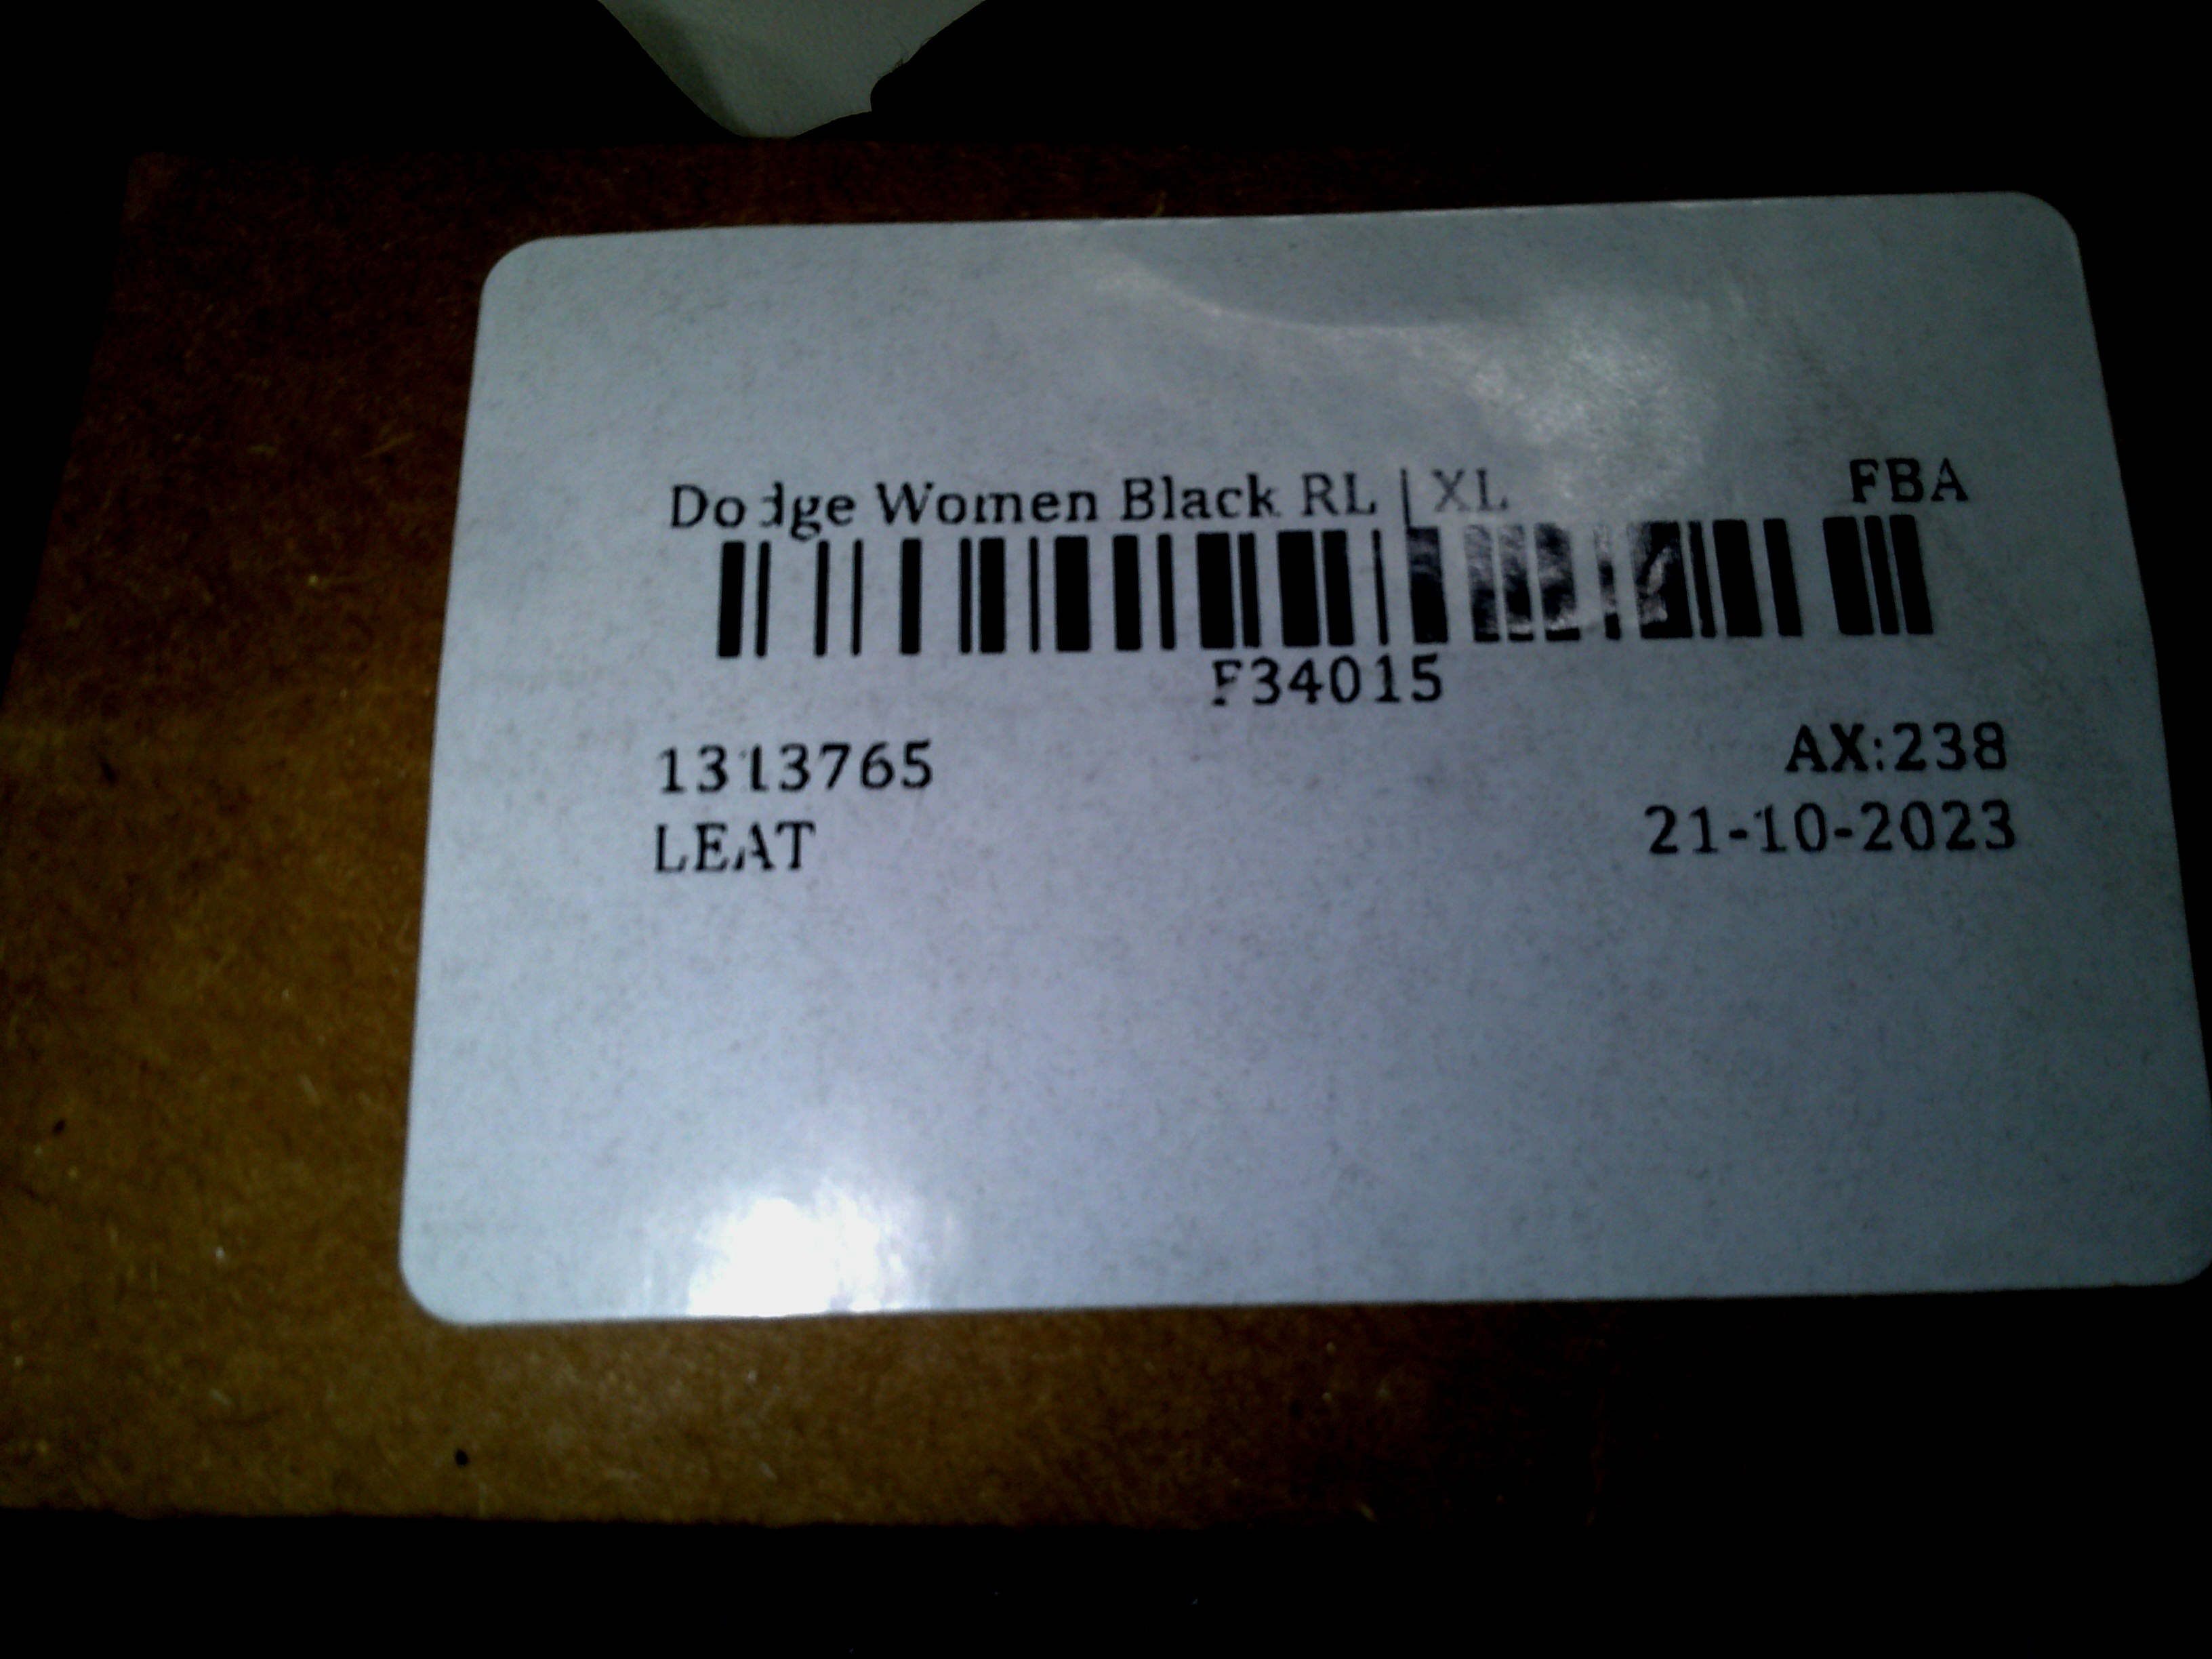 Dodge Women Black RL | XL FBA
F34015
1313765 AX:238
LEAT 21-10-2023